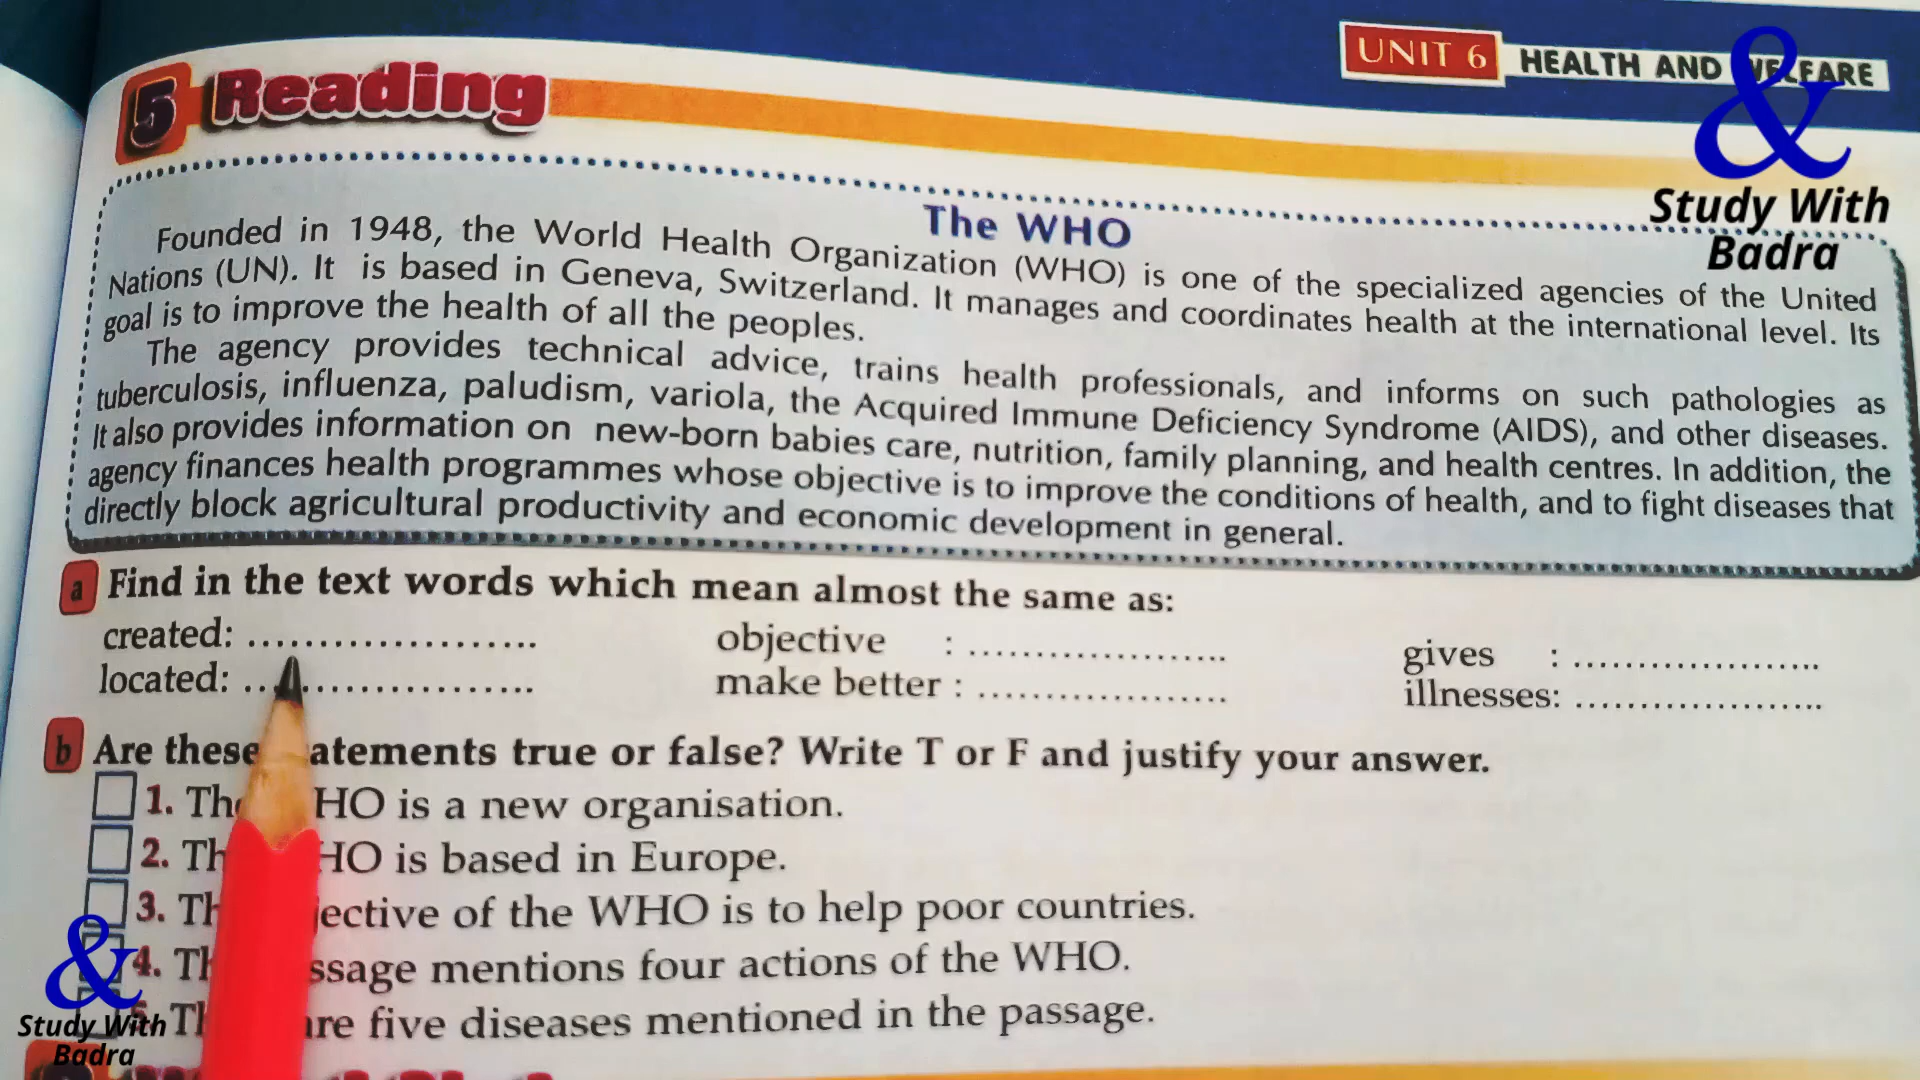 UNIT 6 HEALTH AND WELFARE
5 Reading
&
Study With
Badra
The WHO
Founded in 1948, the World Health Organization (WHO) is one of the specialized agencies of the United
Nations (UN). It is based in Geneva, Switzerland. It manages and coordinates health at the international level. Its
goal is to improve the health of all the peoples.
The agency provides technical advice, trains health professionals, and informs on such pathologies as
tuberculosis, influenza, paludism, variola, the Acquired Immune Deficiency Syndrome (AIDS), and other diseases.
It also provides information on new-born babies care, nutrition, family planning, and health centres. In addition, the
agency finances health programmes whose objective is to improve the conditions of health, and to fight diseases that
directly block agricultural productivity and economic development in general.
a Find in the text words which mean almost the same as:
created: .................... objective : ..................... gives : .....................
located: .................... make better : ..................... illnesses: .....................
b Are these atements true or false? Write T or F and justify your answer.
1. Th HO is a new organisation.
2. Th HO is based in Europe.
3. Th jective of the WHO is to help poor countries.
4. Th ssage mentions four actions of the WHO.
5. Th are five diseases mentioned in the passage.
&
Study With
Badra